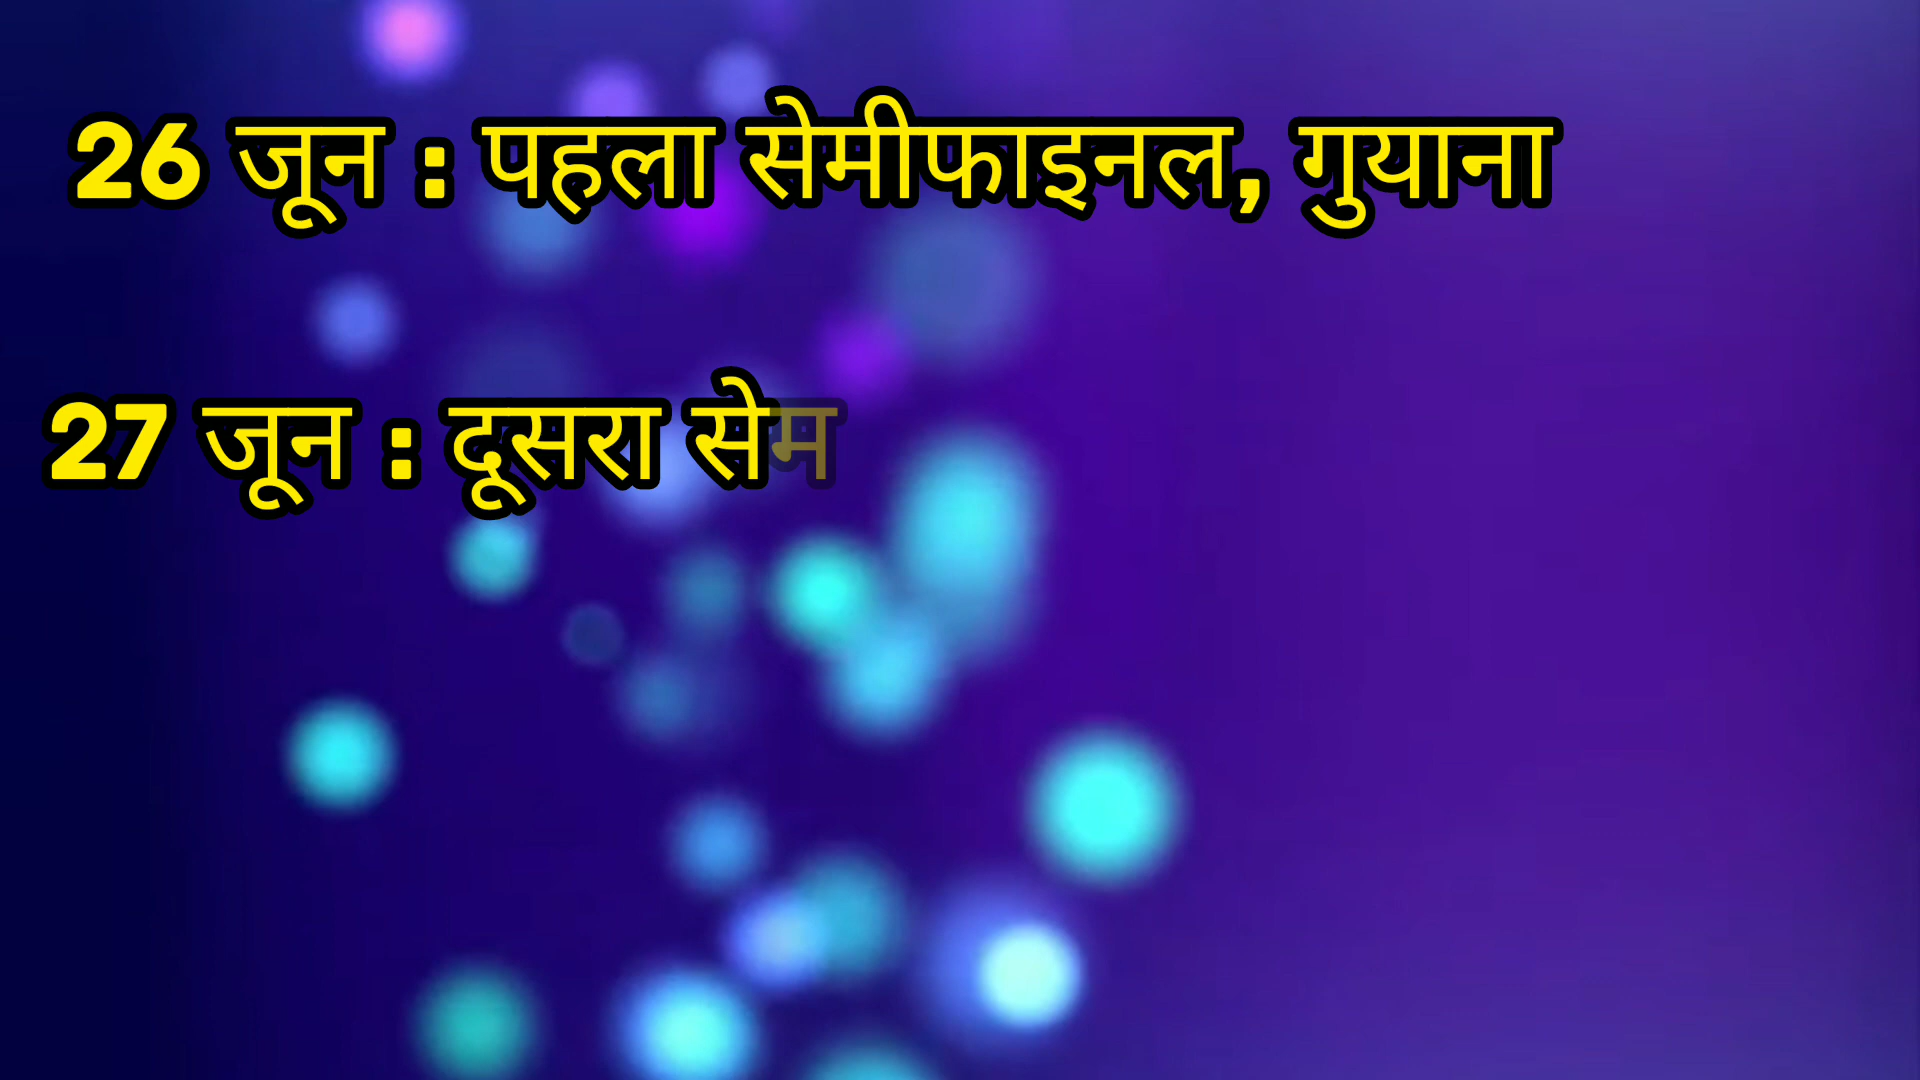 26 जून : पहला सेमीफाइनल, गुयाना
27 जून : दूसरा सेम